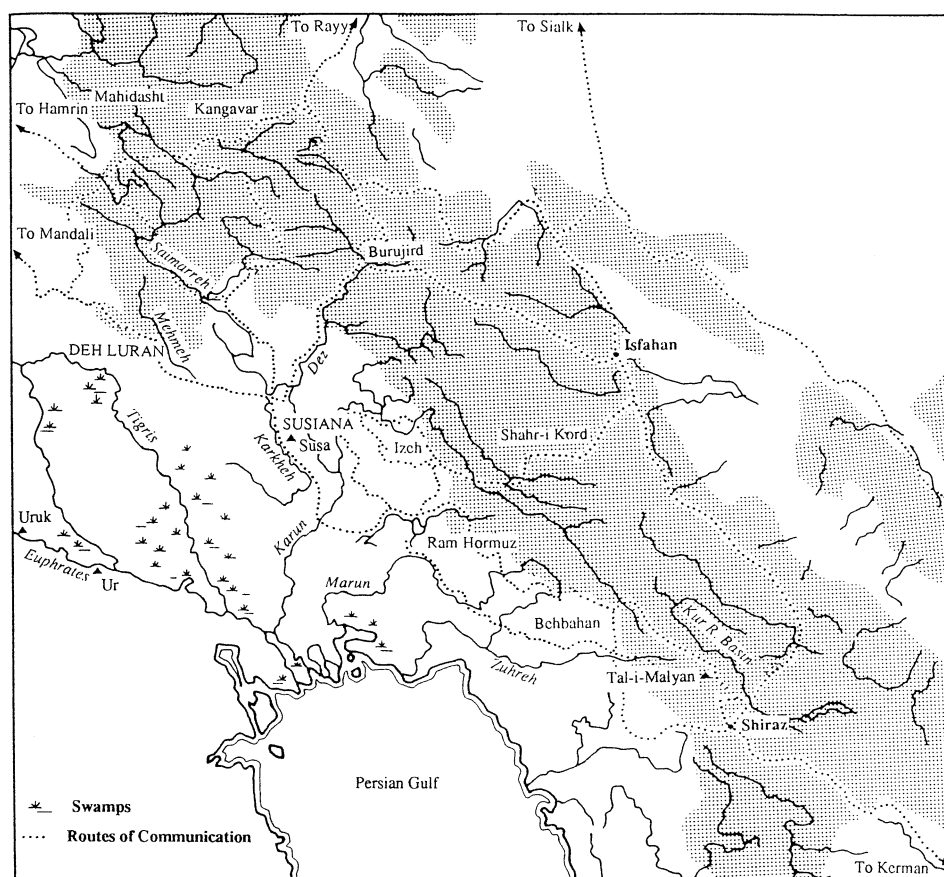 To Rayy
To Sialk
Mahidasht
To Hamrin
Kangavar
To Mandali
Burujird
Saimarreh
Mehmeh
DEH LURAN
Dez
Isfahan
Tigris
SUSIANA
Susa
Karkheh
Izeh
Shahr-i Kord
Uruk
Karun
Ram Hormuz
Euphrates
Ur
Marun
Behbahan
Kur R. Basin
Zuhreh
Tal-i-Malyan
Shiraz
Persian Gulf
Swamps
Routes of Communication
To Kerman